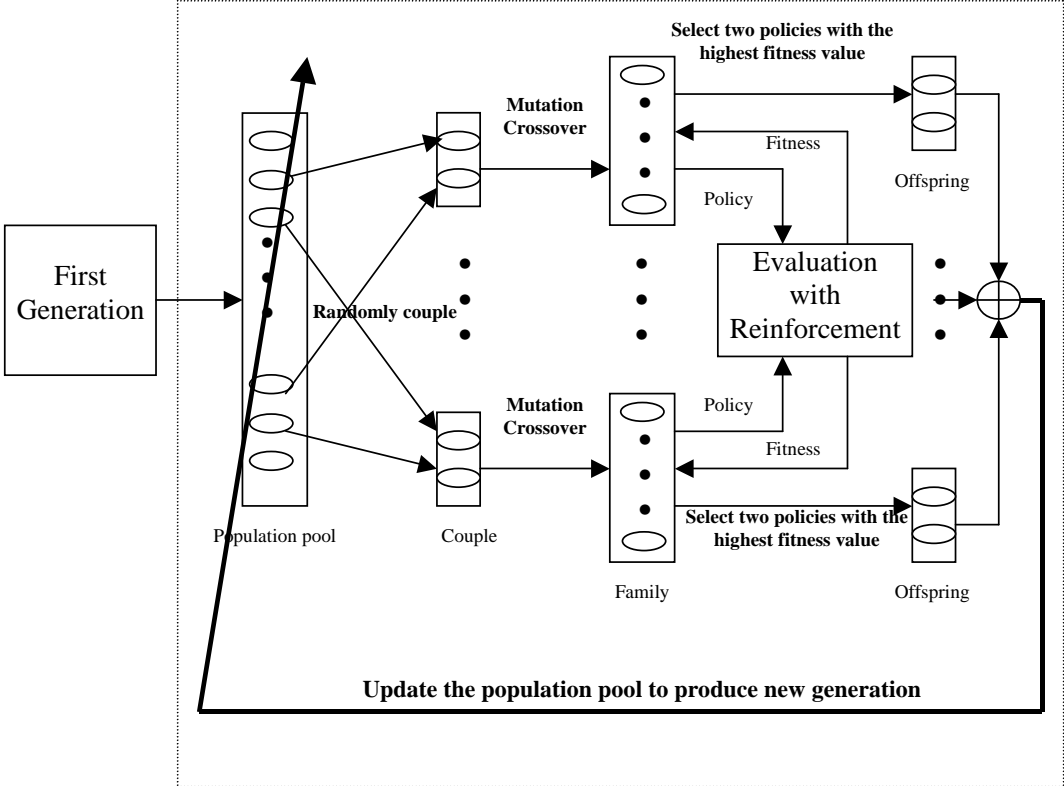 Select two policies with the
highest fitness value
Mutation
Crossover
Fitness
Policy
Offspring
First
Generation
Evaluation
with
Reinforcement
Randomly couple
Mutation
Crossover
Policy
Fitness
Select two policies with the
highest fitness value
Population pool
Couple
Family
Offspring
Update the population pool to produce new generation